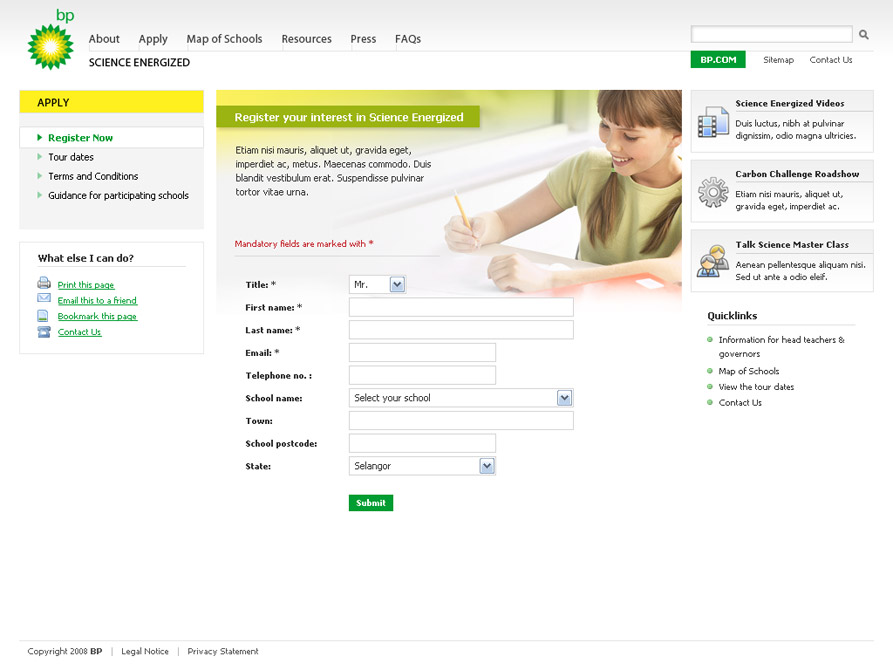 bp
About Apply Map of Schools Resources Press FAQs
SCIENCE ENERGIZED
BP.COM Sitemap Contact Us
APPLY
Register Now
Tour dates
Terms and Conditions
Guidance for participating schools
What else I can do?
Print this page
Email this to a friend
Bookmark this page
Contact Us
Register your interest in Science Energized
Etiam nisi mauris, aliquet ut, gravida eget,
imperdiet ac, metus. Maecenas commodo. Duis
blandit vestibulum erat. Suspendisse pulvinar
tortor vitae urna.
Mandatory fields are marked with *
Title: * Mr.
First name: *
Last name: *
Email: *
Telephone no. :
School name: Select your school
Town:
School postcode:
State: Selangor
Submit
Science Energized Videos
Duis luctus, nibh at pulvinar
dignissim, odio magna ultricies.
Carbon Challenge Roadshow
Etiam nisi mauris, aliquet ut,
gravida eget, imperdiet ac.
Talk Science Master Class
Aenean pellentesque aliquam nisi.
Sed ut ante a odio eleif.
Quicklinks
Information for head teachers &
governors
Map of Schools
View the tour dates
Contact Us
Copyright 2008 BP | Legal Notice | Privacy Statement